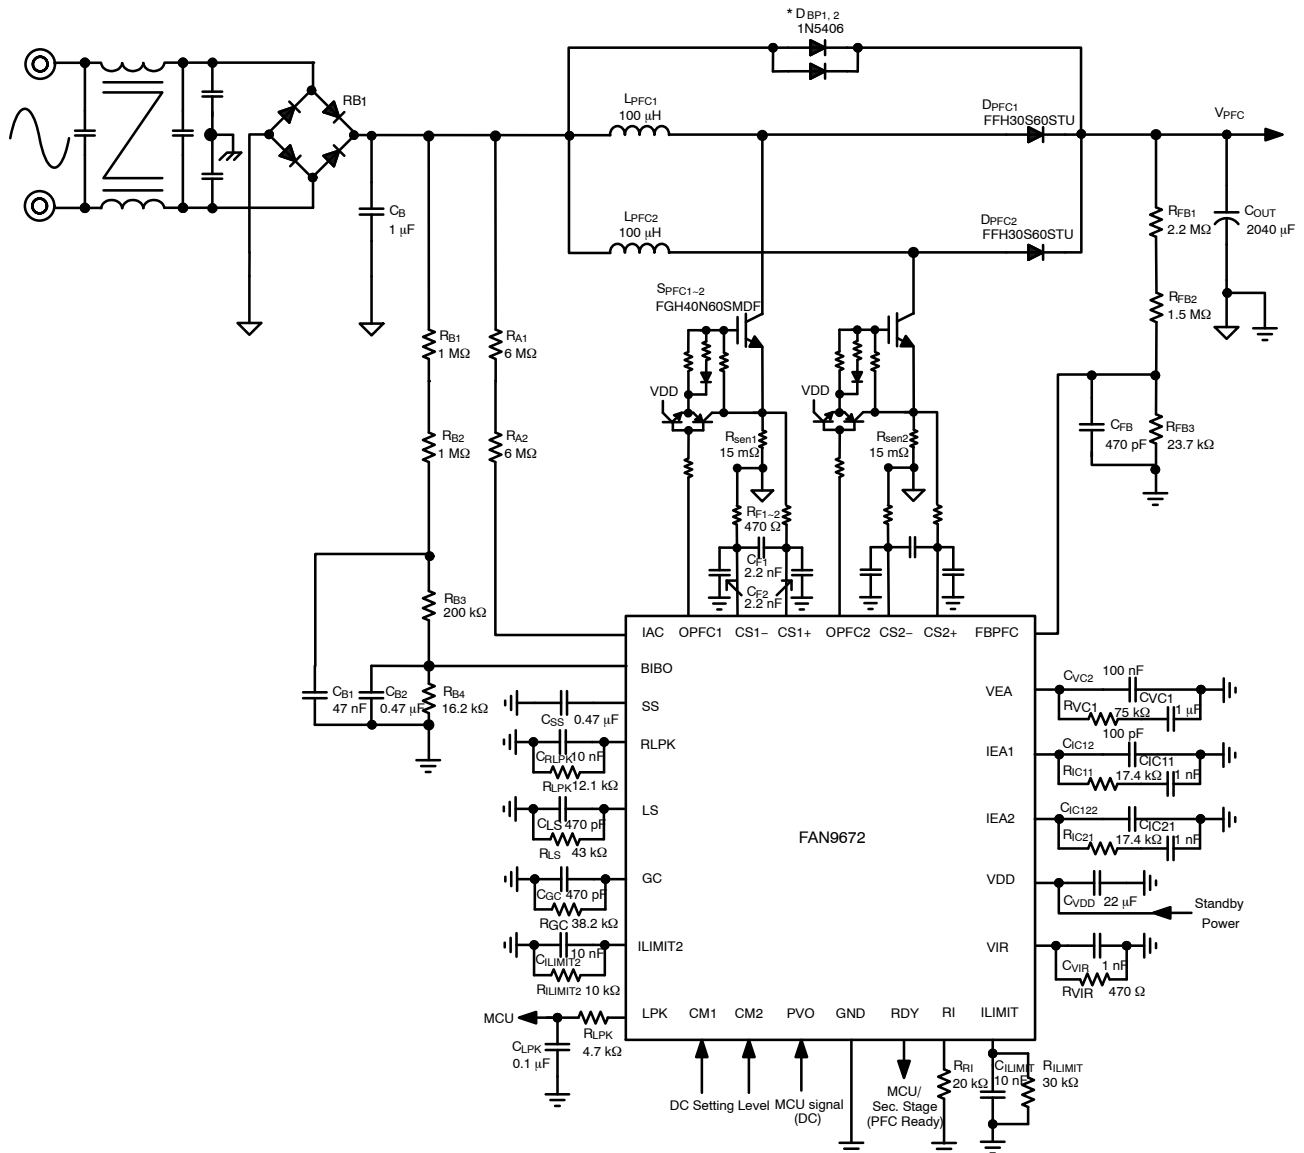 * DBP1, 2
1N5406
RB1
LPFC1
100 μH
DPFC1
FFH30S60STU
VPFC
CB
1 μF
LPFC2
100 μH
DPFC2
FFH30S60STU
RFB1
2.2 MΩ
COUT
2040 μF
SPFC1~2
FGH40N60SMDF
RFB2
1.5 MΩ
RB1
1 MΩ
RA1
6 MΩ
VDD
VDD
RB2
1 MΩ
RA2
6 MΩ
Rsen1
15 mΩ
Rsen2
15 mΩ
CFB
470 pF
RFB3
23.7 kΩ
RF1~2
470 Ω
CF1
2.2 nF
CF2
2.2 nF
RB3
200 kΩ
IAC OPFC1 CS1− CS1+ OPFC2 CS2− CS2+ FBPFC
BIBO
CB1
47 nF
CB2
0.47 μF
RB4
16.2 kΩ
SS
CSS 0.47 μF
RLPK
CRLPK 10 nF
RLPK 12.1 kΩ
LS
CLS 470 pF
RLS 43 kΩ
GC
CGC 470 pF
RGC 38.2 kΩ
ILIMIT2
CILIMIT2 10 nF
RILIMIT2 10 kΩ
FAN9672
VEA
CVC2 100 nF
RVC1 75 kΩ CVC1 1 μF
IEA1
CIC12 100 pF
RIC11 17.4 kΩ CIC11 1 nF
IEA2
CIC122
RIC21 17.4 kΩ CIC21 1 nF
VDD
CVDD 22 μF
Standby
Power
VIR
CVIR 1 nF
RVIR 470 Ω
MCU
LPK CM1 CM2 PVO GND RDY RI ILIMIT
RLPK
4.7 kΩ
CLPK
0.1 μF
DC Setting Level
MCU signal
(DC)
MCU/
Sec. Stage
(PFC Ready)
RRI
20 kΩ
CILIMIT
10 nF
RILIMIT
30 kΩ